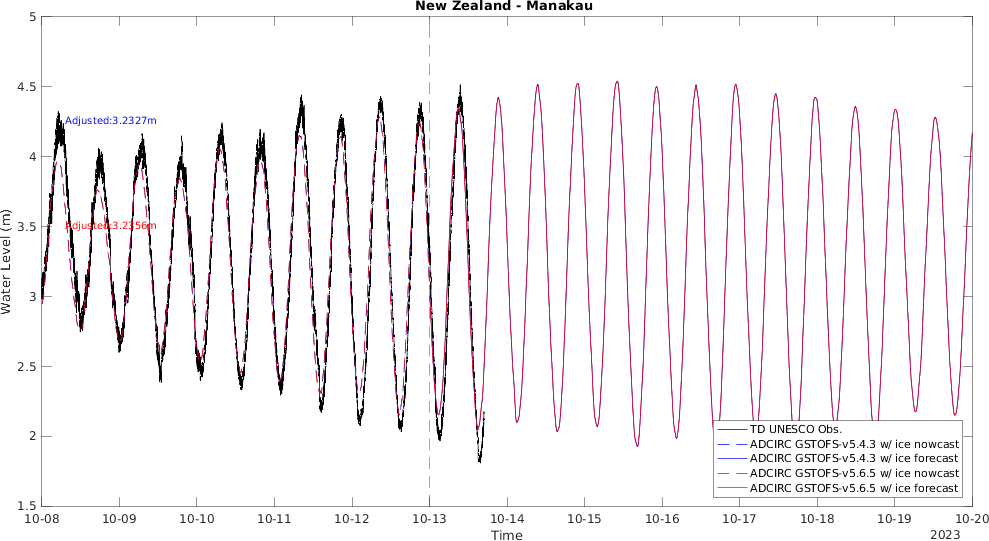 New Zealand - Manakau
5
4.5
4
3.5
3
2.5
2
1.5
Water Level (m)
Adjusted:3.2327m
Adjusted:3.2356m
TD UNESCO Obs.
ADCIRC GSTOFS-v5.4.3 w/ ice nowcast
ADCIRC GSTOFS-v5.4.3 w/ ice forecast
ADCIRC GSTOFS-v5.6.5 w/ ice nowcast
ADCIRC GSTOFS-v5.6.5 w/ ice forecast
10-08 10-09 10-10 10-11 10-12 10-13 10-14 10-15 10-16 10-17 10-18 10-19 10-20
Time
2023